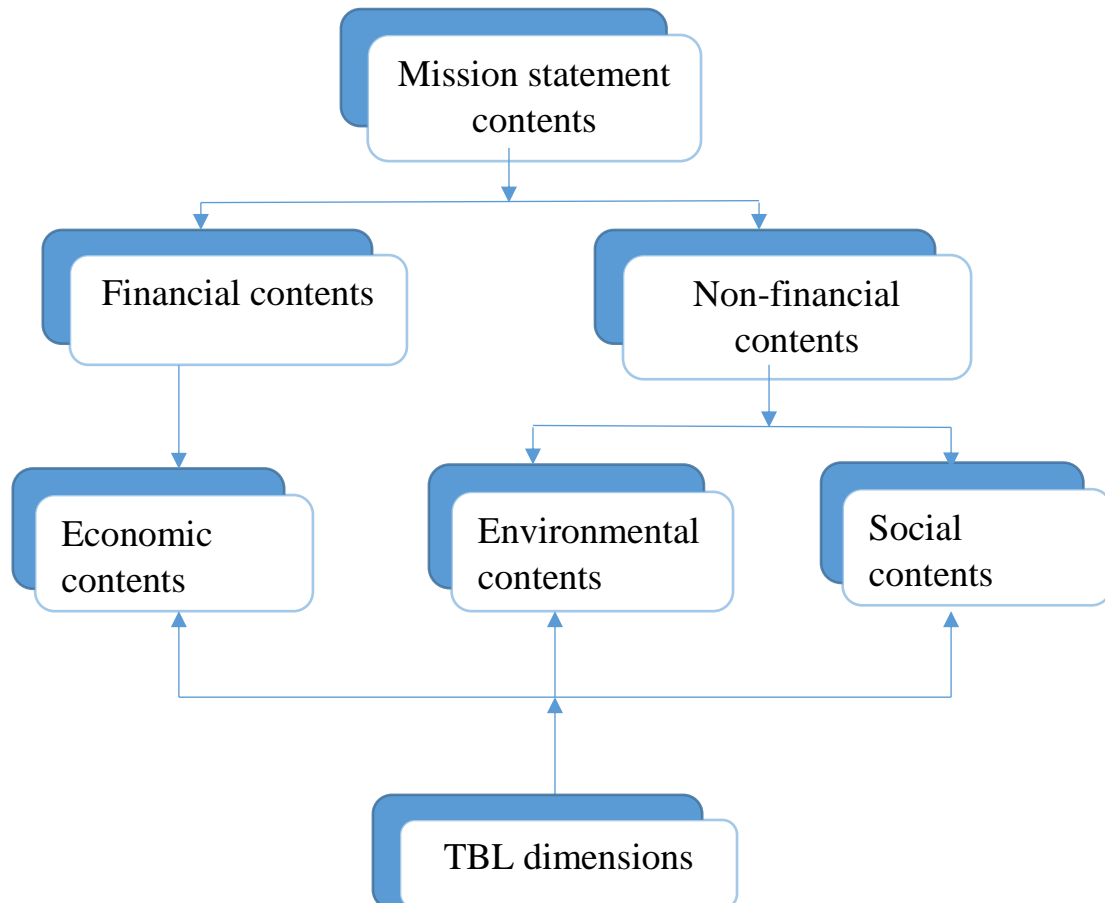 Mission statement
contents
Financial contents
Non-financial
contents
Economic
contents
Environmental
contents
Social
contents
TBL dimensions